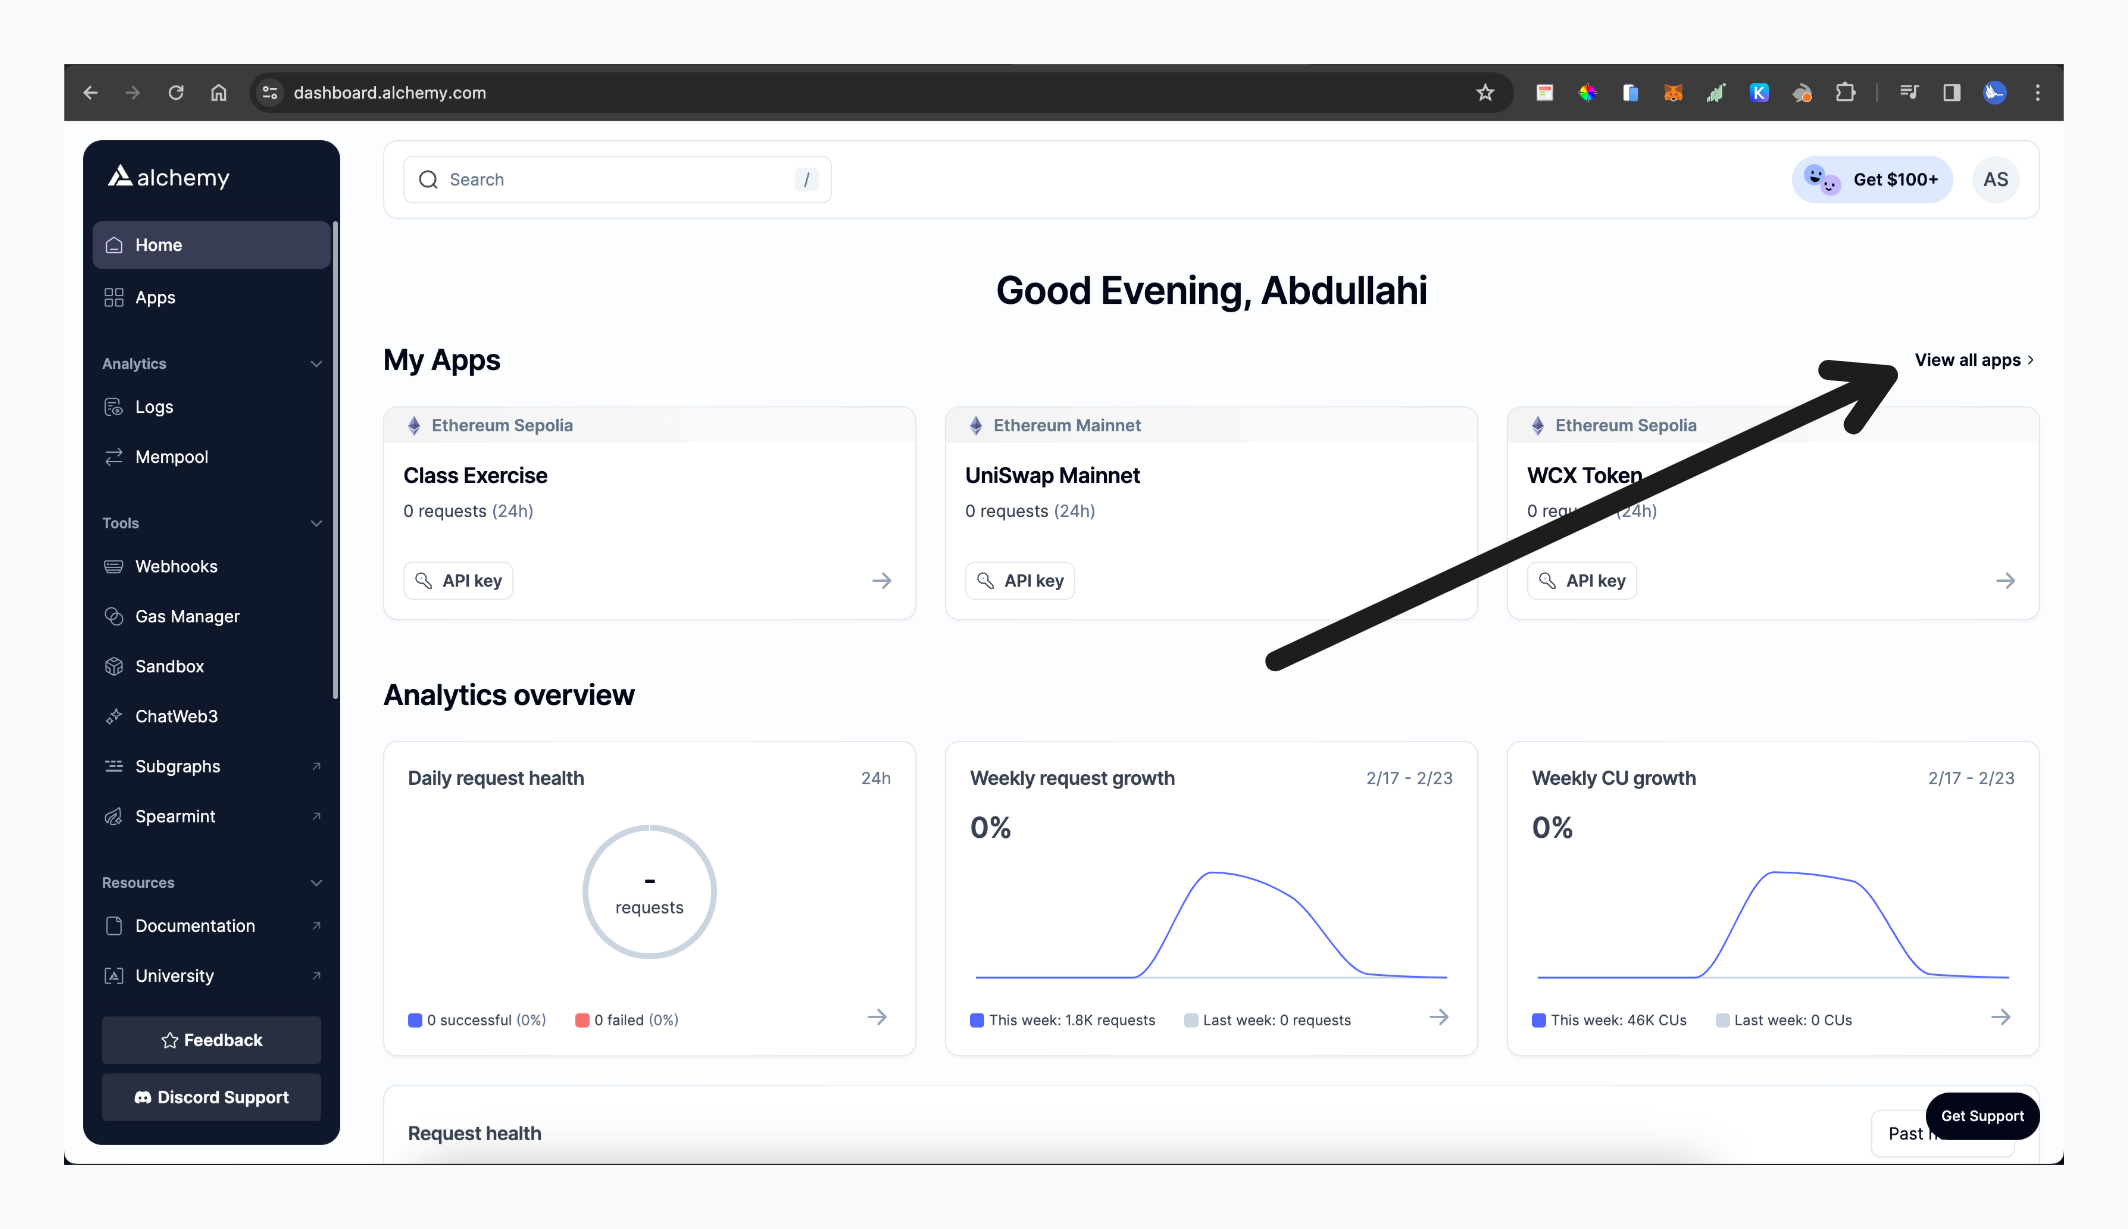 dashboard.alchemy.com
alchemy
Home
Apps
Analytics
Logs
Mempool
Tools
Webhooks
Gas Manager
Sandbox
ChatWeb3
Subgraphs
Spearmint
Resources
Documentation
University
Feedback
Discord Support
Search /
Get $100+ AS
Good Evening, Abdullahi
My Apps
View all apps
Ethereum Sepolia
Class Exercise
0 requests (24h)
API key
Ethereum Mainnet
UniSwap Mainnet
0 requests (24h)
API key
Ethereum Sepolia
WCX Token
0 (24h)
API key
Analytics overview
Daily request health 24h
-
requests
0 successful (0%) 0 failed (0%)
Weekly request growth 2/17 - 2/23
0%
This week: 1.8K requests Last week: 0 requests
Weekly CU growth 2/17 - 2/23
0%
This week: 46K CUs Last week: 0 CUs
Request health
Past
Get Support